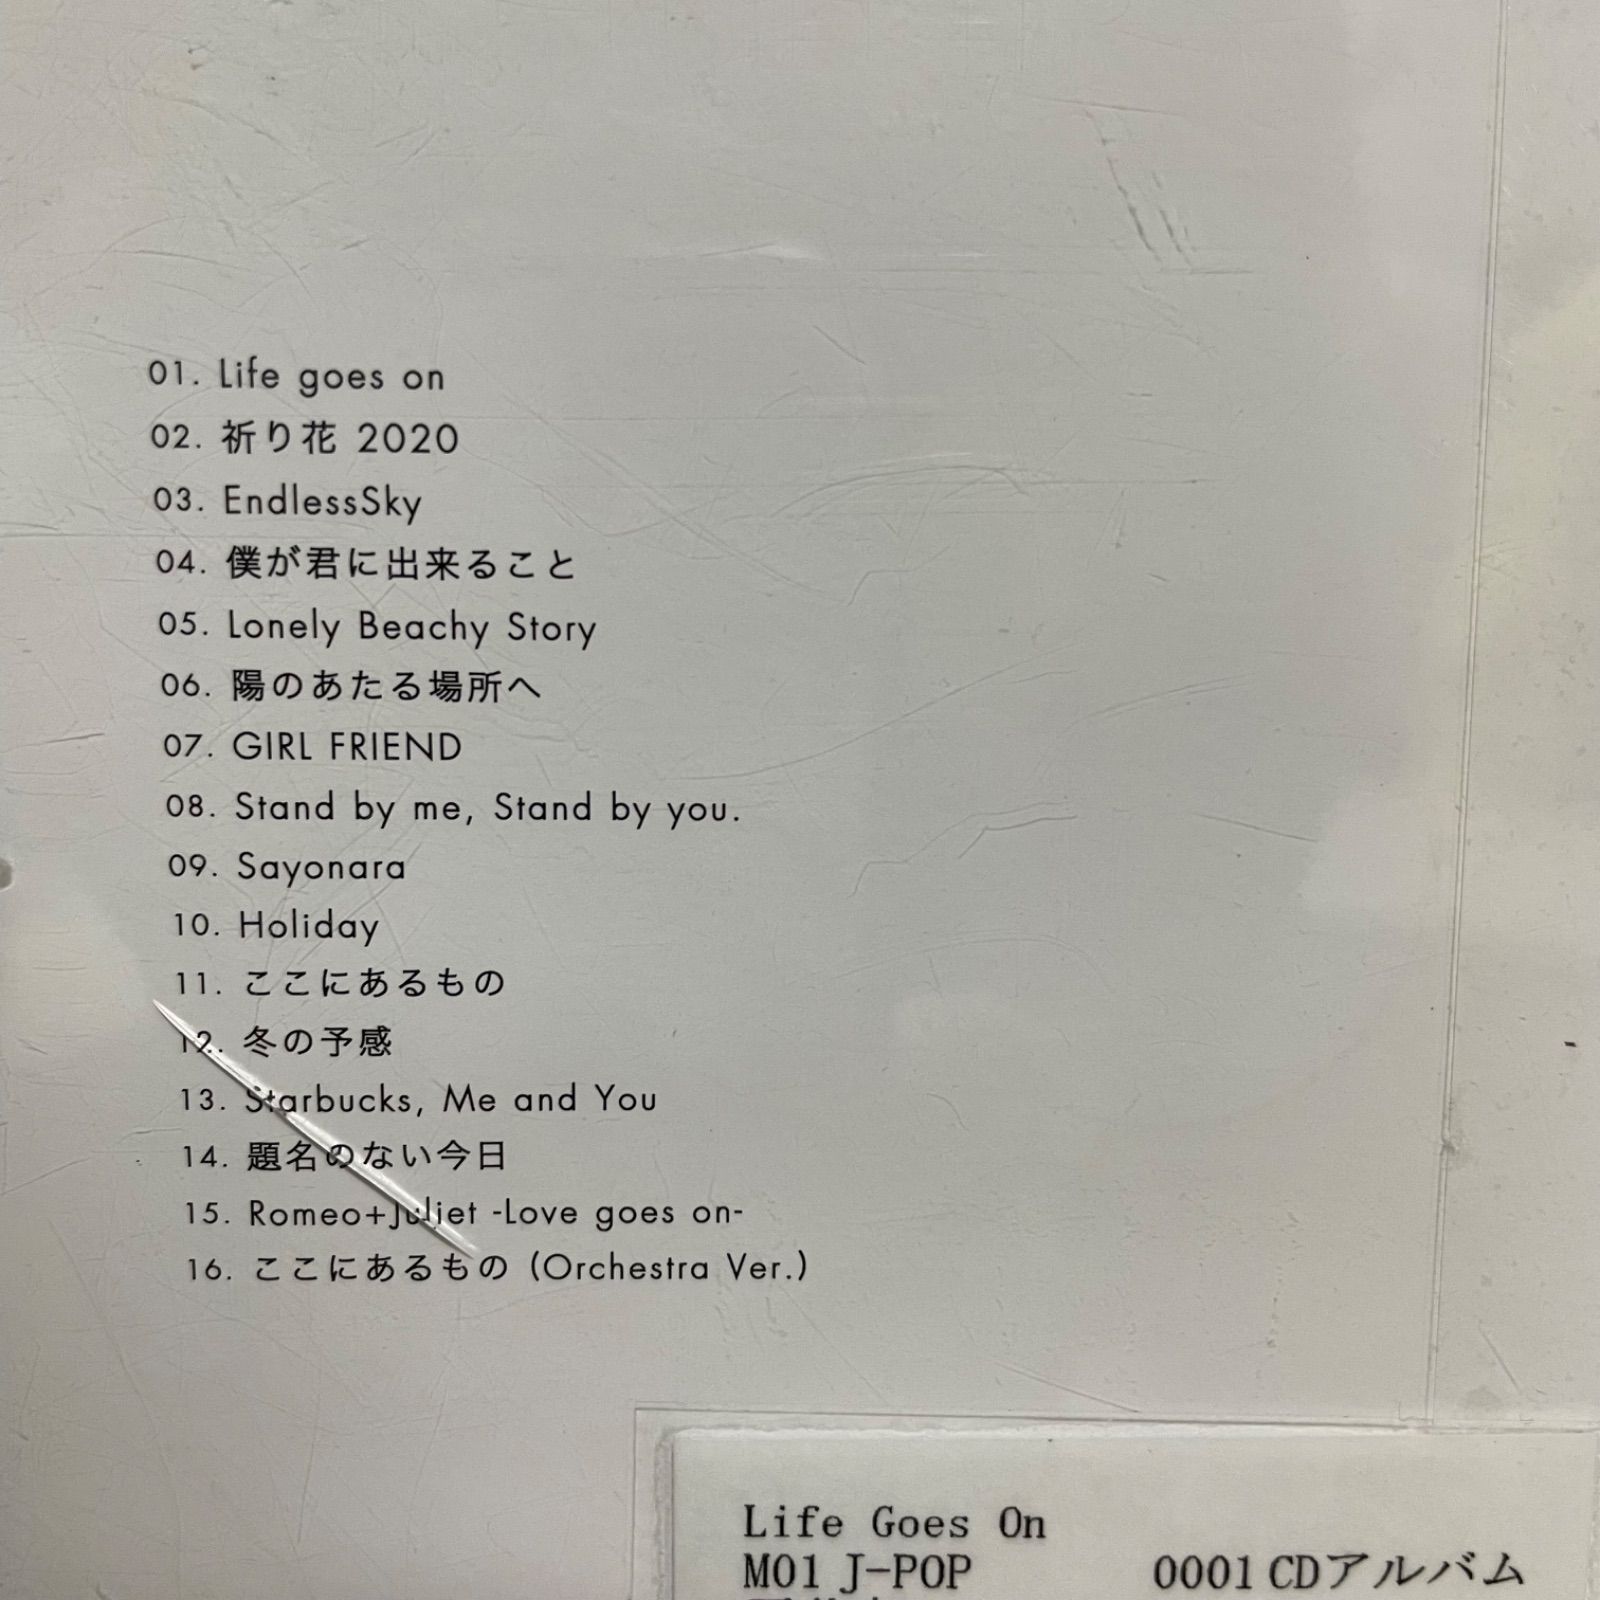 01. Life goes on
02. 祈り花 2020
03. EndlessSky
04. 僕が君に出来ること
05. Lonely Beachy Story
06. 陽のあたる場所へ
07. GIRL FRIEND
08. Stand by me, Stand by you.
09. Sayonara
10. Holiday
11. ここにあるもの
12. 冬の予感
13. Starbucks, Me and You
14. 題名のない今日
15. Romeo+Juliet -Love goes on-
16. ここにあるもの (Orchestra Ver.)
Life Goes On
M01 J-POP 0001 CDアルバム